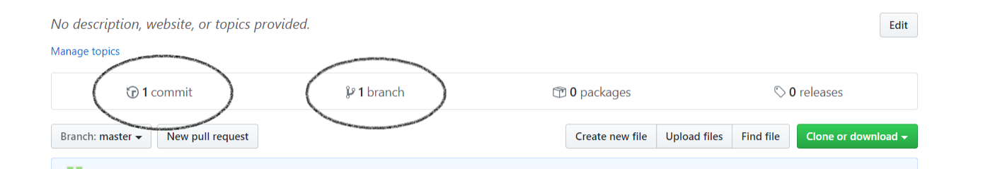 No description, website, or topics provided.
Edit
Manage topics
1 commit
1 branch
0 packages
0 releases
Branch: master
New pull request
Create new file
Upload files
Find file
Clone or download